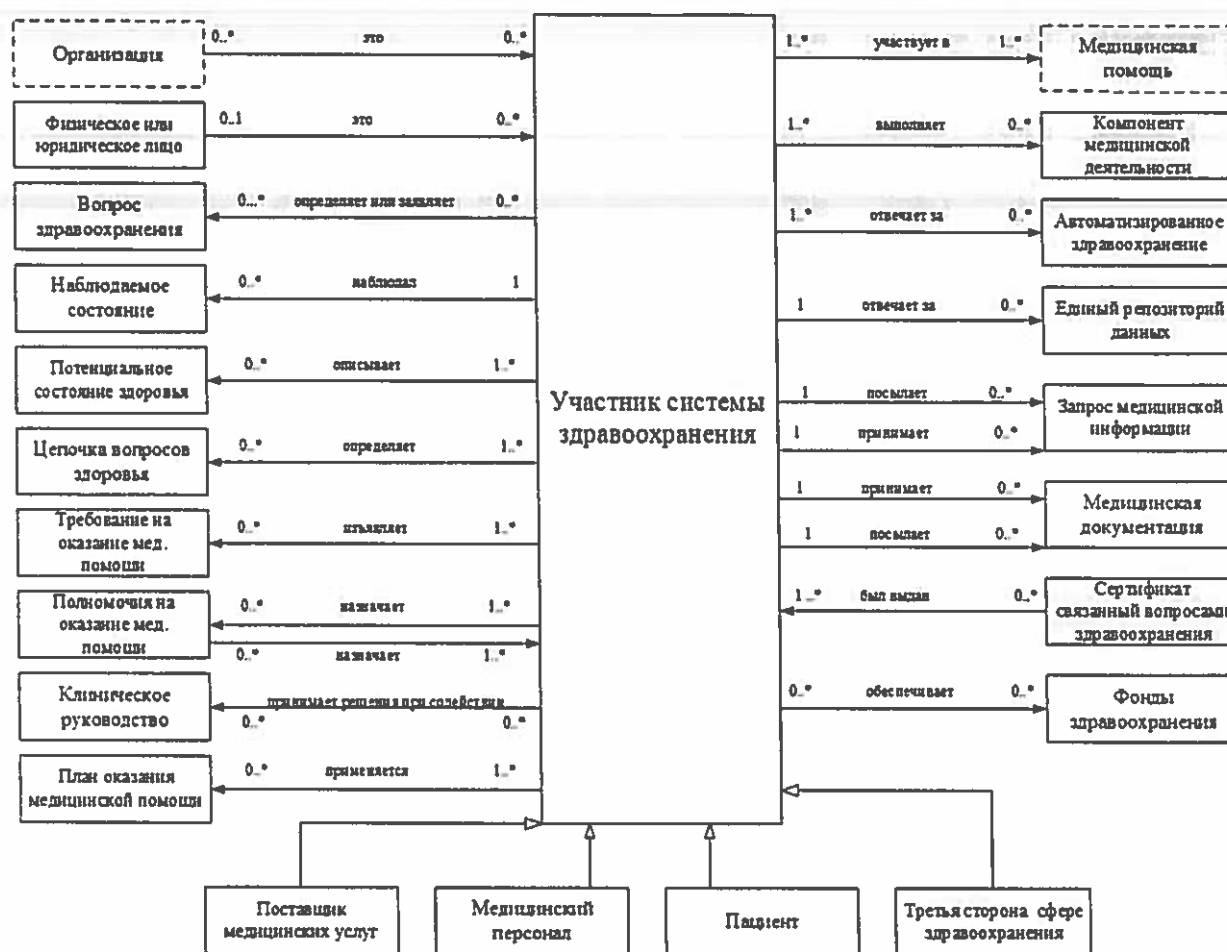 0..* это 0..*
Организация
0..1 это 0..*
Физическое или
юридическое лицо
0..* определяет или заявляет 0..*
Вопрос
здравоохранения
0..* наблюдал 1
Наблюдаемое
состояние
0..* описывает 1..*
Потенциальное
состояние здоровья
0..* определяет 1..*
Цепочка вопросов
здоровья
0..* изъявляет 1..*
Требование на
оказание мед.
помощи
0..* назначает 1..*
Полномочия на
оказание мед.
помощи
0..* назначает 1..*
принимает решения при содействии
Клиническое
руководство
0..* 0..*
0..* применяется 1..*
План оказания
медицинской помощи
Участник системы
здравоохранения
1..* участвует в 1..*
Медицинская
помощь
1..* выполняет 0..*
Компонент
медицинской
деятельности
1..* отвечает за 0..*
Автоматизированное
здравоохранение
1 отвечает за 0..*
Единый репозиторий
данных
1 посылает 0..*
1 принимает 0..*
Запрос медицинской
информации
1 принимает 0..*
1 посылает 0..*
Медицинская
документация
1..* был выдан 0..*
Сертификат
связанный вопросами
здравоохранения
0..* обеспечивает 0..*
Фонды
здравоохранения
Поставщик
медицинских услуг
Медицинский
персонал
Пациент
Третья сторона сфере
здравоохранения